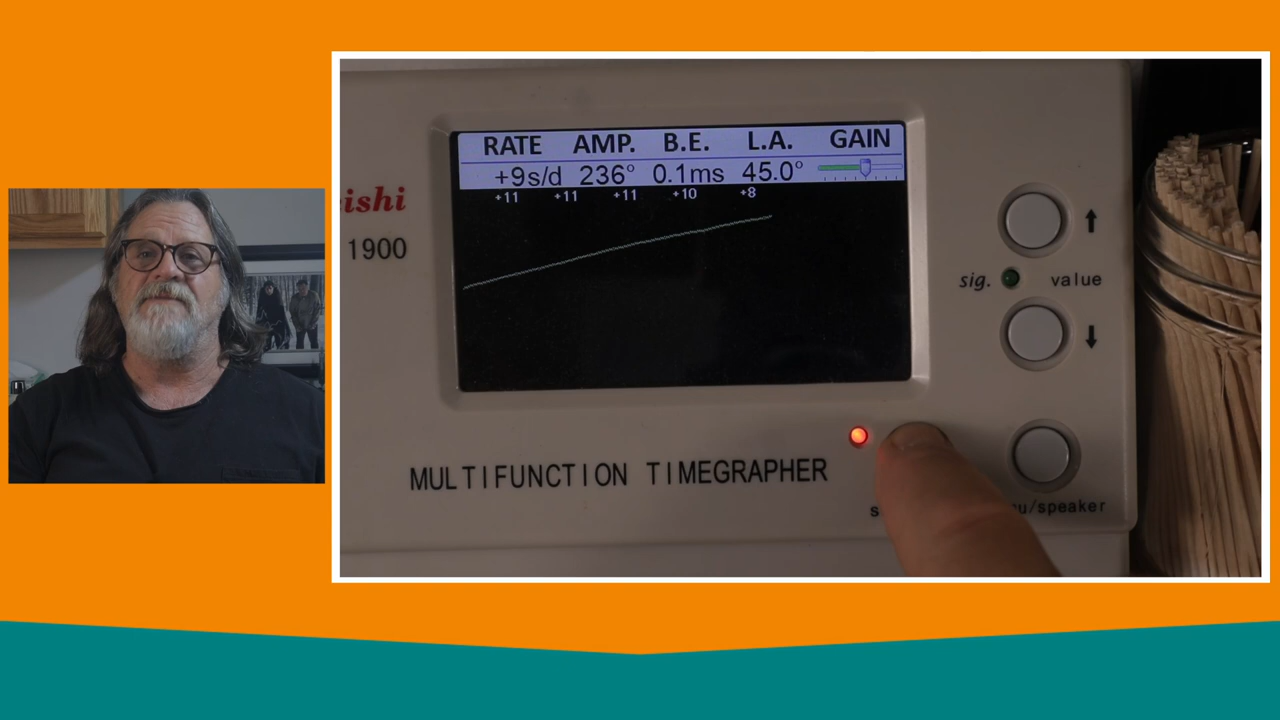 RATE AMP. B.E. L.A. GAIN
+9s/d 236° 0.1ms 45.0°
+11 +11 +11 +10 +8
ishi
1900
sig. value
MULTIFUNCTION TIMEGRAPHER
s u/speaker